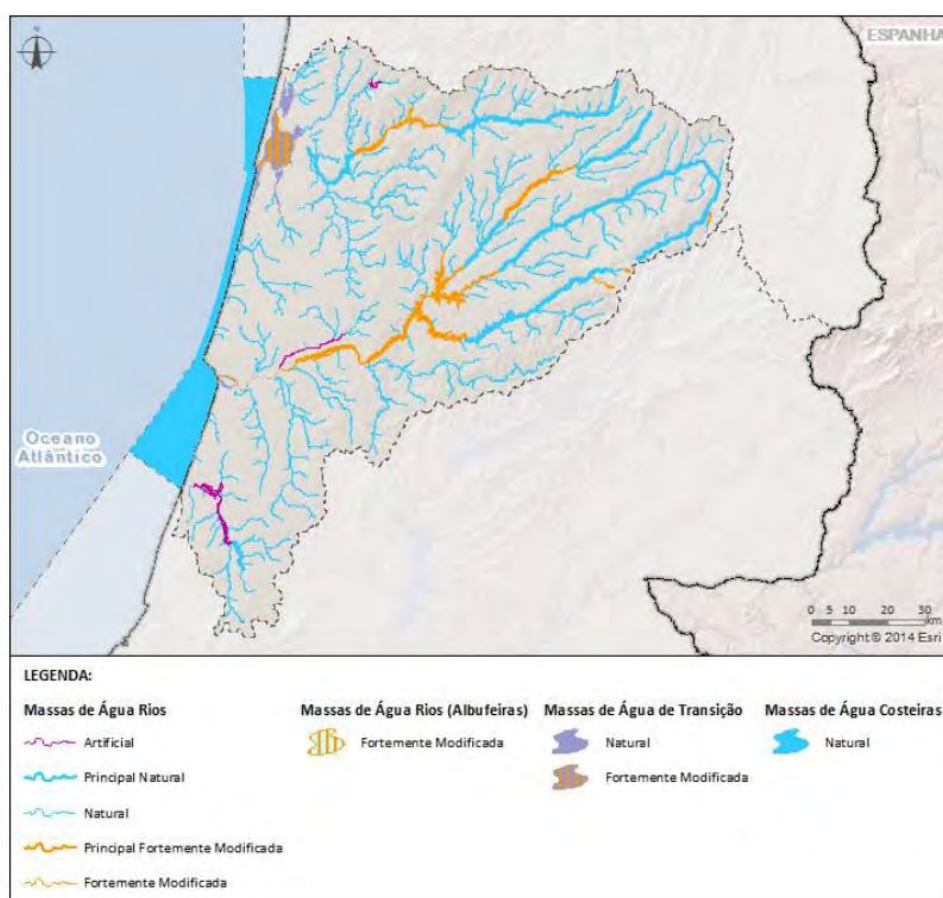 N
ESPANHA
Oceano
Atlântico
0 5 10 20 30
km
Copyright © 2014 Esri
LEGENDA:
Massas de Água Rios
Artificial
Principal Natural
Natural
Principal Fortemente Modificada
Fortemente Modificada
Massas de Água Rios (Albufeiras)
Fortemente Modificada
Massas de Água de Transição
Natural
Fortemente Modificada
Massas de Água Costeiras
Natural